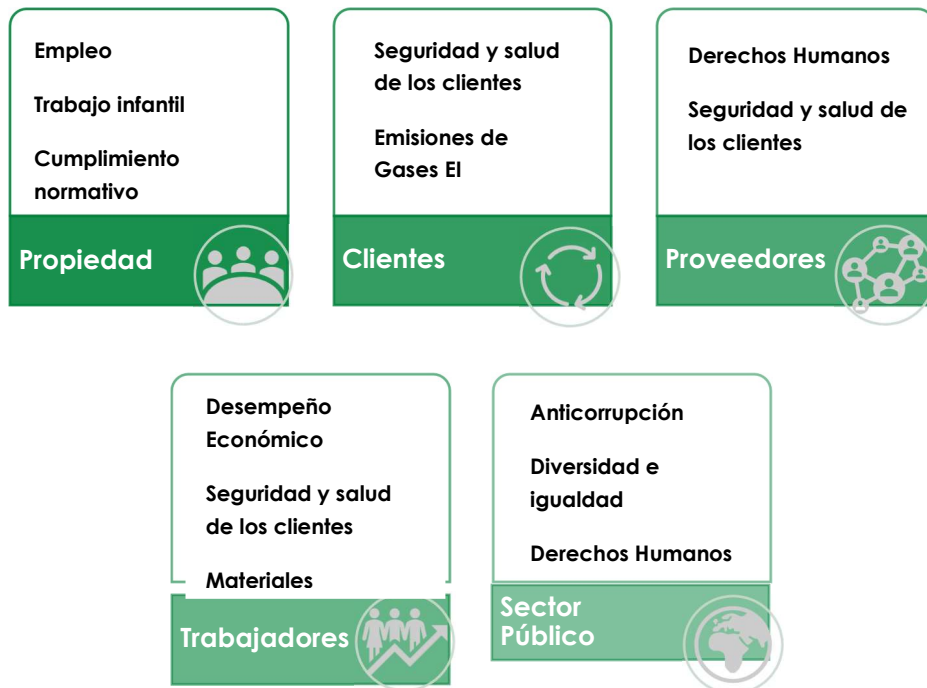 Empleo
Trabajo infantil
Cumplimiento
normativo
Propiedad
Seguridad y salud
de los clientes
Emisiones de
Gases EI
Clientes
Derechos Humanos
Seguridad y salud de
los clientes
Proveedores
Desempeño
Económico
Seguridad y salud
de los clientes
Materiales
Trabajadores
Anticorrupción
Diversidad e
igualdad
Derechos Humanos
Sector
Público